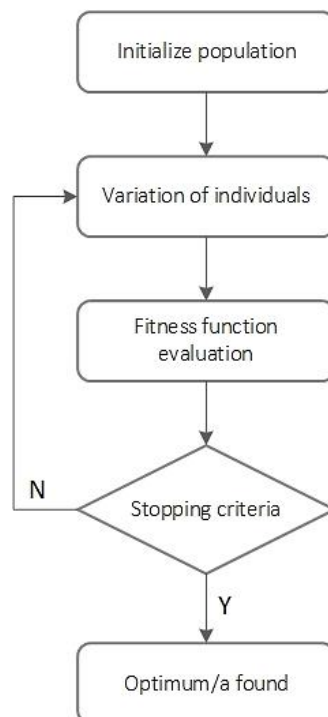 Initialize population
Variation of individuals
Fitness function
evaluation
N
Stopping criteria
Y
Optimum/a found